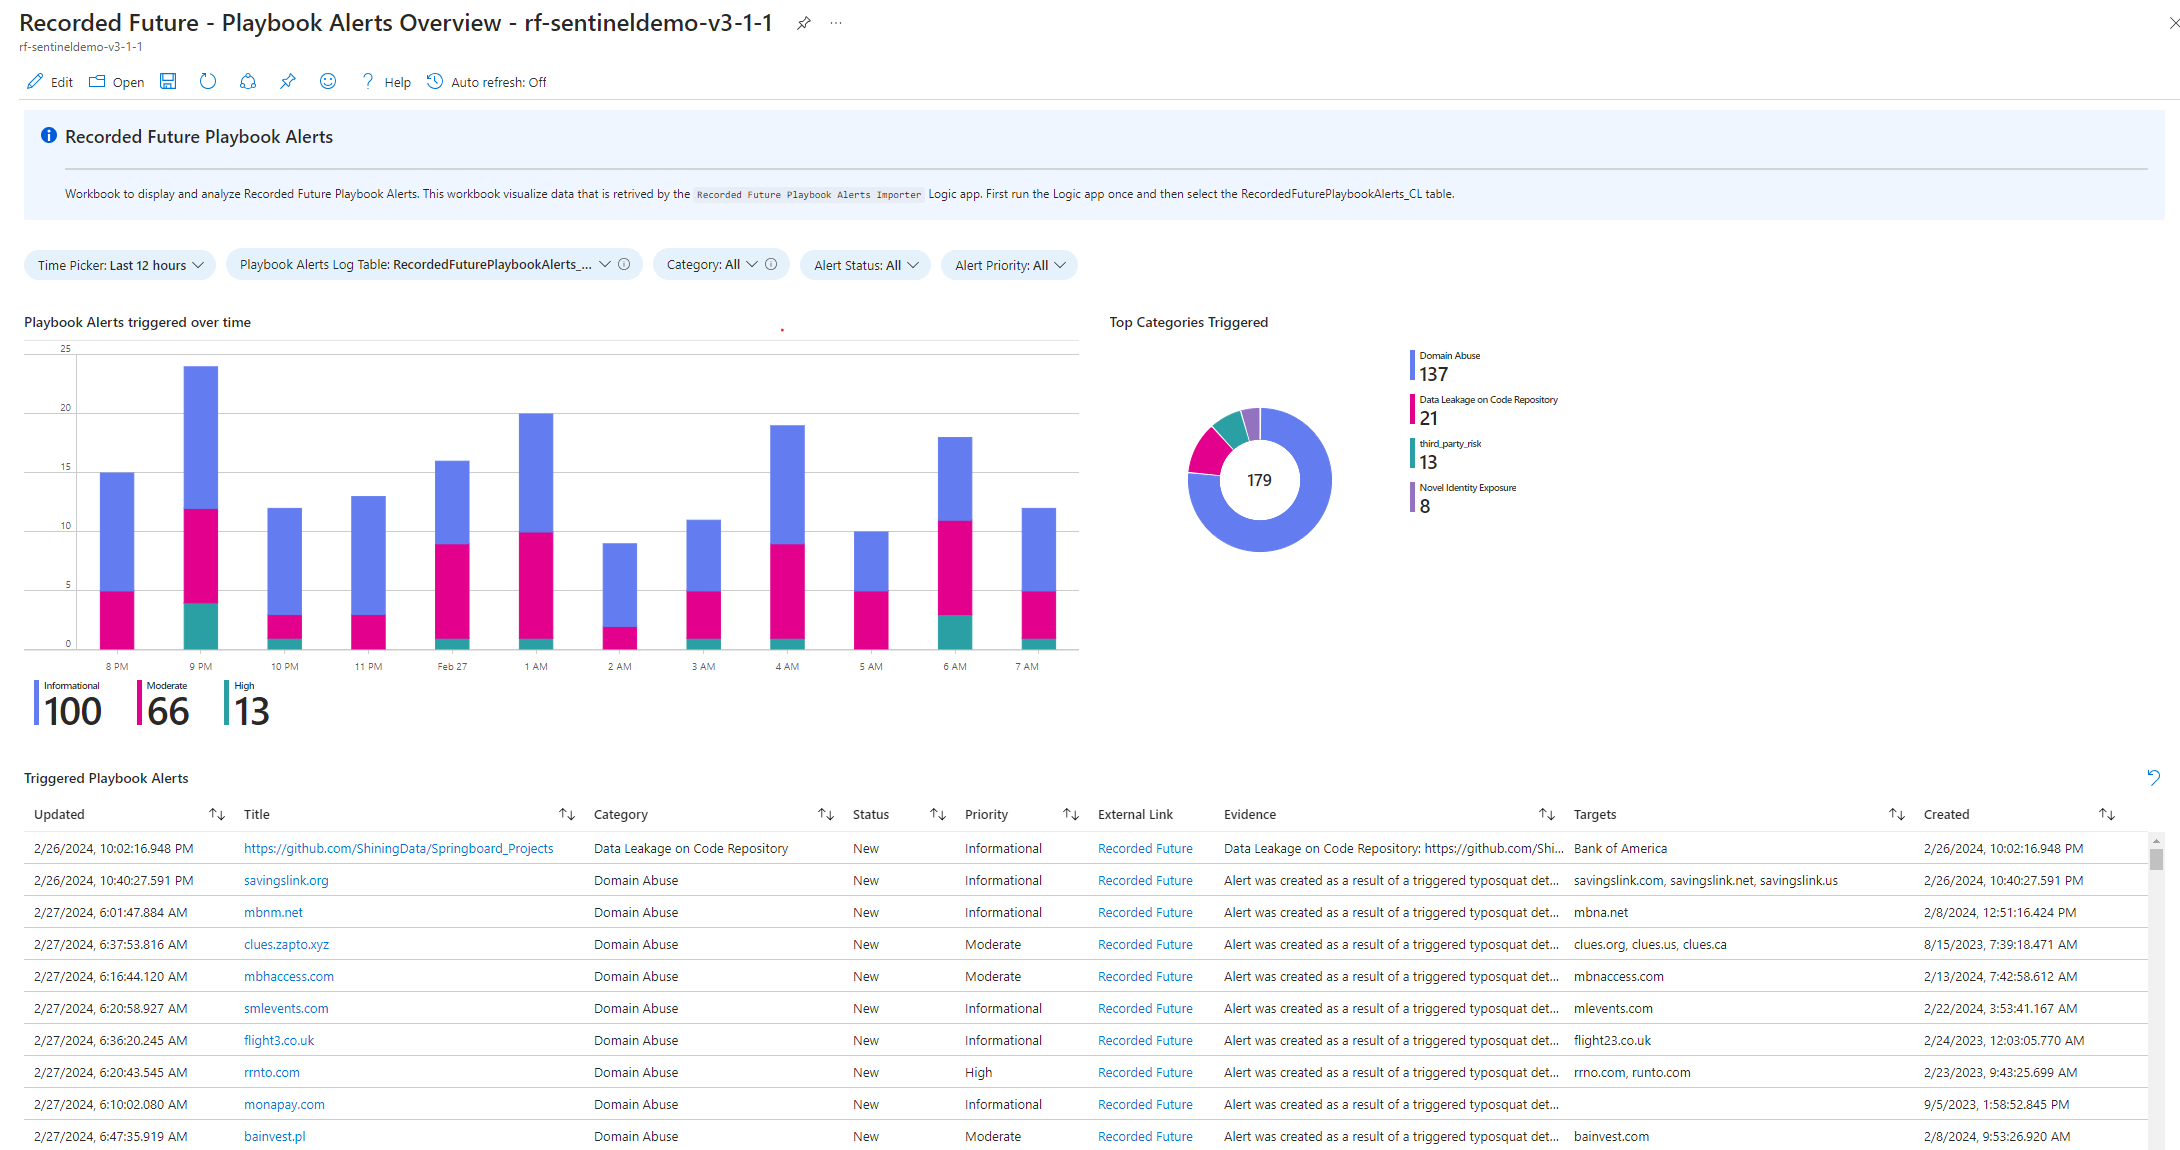 Recorded Future - Playbook Alerts Overview - rf-sentineldemo-v3-1-1
rf-sentineldemo-v3-1-1
Edit Open Help Auto refresh: Off
Recorded Future Playbook Alerts
Workbook to display and analyze Recorded Future Playbook Alerts. This workbook visualize data that is retrived by the Recorded Future Playbook Alerts Importer Logic app. First run the Logic app once and then select the RecordedFuturePlaybookAlerts_CL table.
Time Picker: Last 12 hours Playbook Alerts Log Table: RecordedFuturePlaybookAlerts_... Category: All Alert Status: All Alert Priority: All
Playbook Alerts triggered over time
25
20
15
10
5
0
8 PM 9 PM 10 PM 11 PM Feb 27 1 AM 2 AM 3 AM 4 AM 5 AM 6 AM 7 AM
Informational Moderate High
100 66 13
Top Categories Triggered
179
Domain Abuse
137
Data Leakage on Code Repository
21
third_party_risk
13
Novel Identity Exposure
8
Triggered Playbook Alerts
Updated Title Category Status Priority External Link Evidence Targets Created
2/26/2024, 10:02:16.948 PM https://github.com/ShiningData/Springboard_Projects Data Leakage on Code Repository New Informational Recorded Future Data Leakage on Code Repository: https://github.com/Shi... Bank of America 2/26/2024, 10:02:16.948 PM
2/26/2024, 10:40:27.591 PM savingslink.org Domain Abuse New Informational Recorded Future Alert was created as a result of a triggered typosquat det... savingslink.com, savingslink.net, savingslink.us 2/26/2024, 10:40:27.591 PM
2/27/2024, 6:01:47.884 AM mbnm.net Domain Abuse New Informational Recorded Future Alert was created as a result of a triggered typosquat det... mbna.net 2/8/2024, 12:51:16.424 PM
2/27/2024, 6:37:53.816 AM clues.zapto.xyz Domain Abuse New Moderate Recorded Future Alert was created as a result of a triggered typosquat det... clues.org, clues.us, clues.ca 8/15/2023, 7:39:18.471 AM
2/27/2024, 6:16:44.120 AM mbhaccess.com Domain Abuse New Moderate Recorded Future Alert was created as a result of a triggered typosquat det... mbnaccess.com 2/13/2024, 7:42:58.612 AM
2/27/2024, 6:20:58.927 AM smlevents.com Domain Abuse New Informational Recorded Future Alert was created as a result of a triggered typosquat det... mlevents.com 2/22/2024, 3:53:41.167 AM
2/27/2024, 6:36:20.245 AM flight3.co.uk Domain Abuse New Informational Recorded Future Alert was created as a result of a triggered typosquat det... flight23.co.uk 2/24/2023, 12:03:05.770 AM
2/27/2024, 6:20:43.545 AM rrnto.com Domain Abuse New High Recorded Future Alert was created as a result of a triggered typosquat det... rrno.com, runto.com 2/23/2023, 9:43:25.699 AM
2/27/2024, 6:10:02.080 AM monapay.com Domain Abuse New Informational Recorded Future Alert was created as a result of a triggered typosquat det... 9/5/2023, 1:58:52.845 PM
2/27/2024, 6:47:35.919 AM bainvest.pl Domain Abuse New Moderate Recorded Future Alert was created as a result of a triggered typosquat det... bainvest.com 2/8/2024, 9:53:26.920 AM